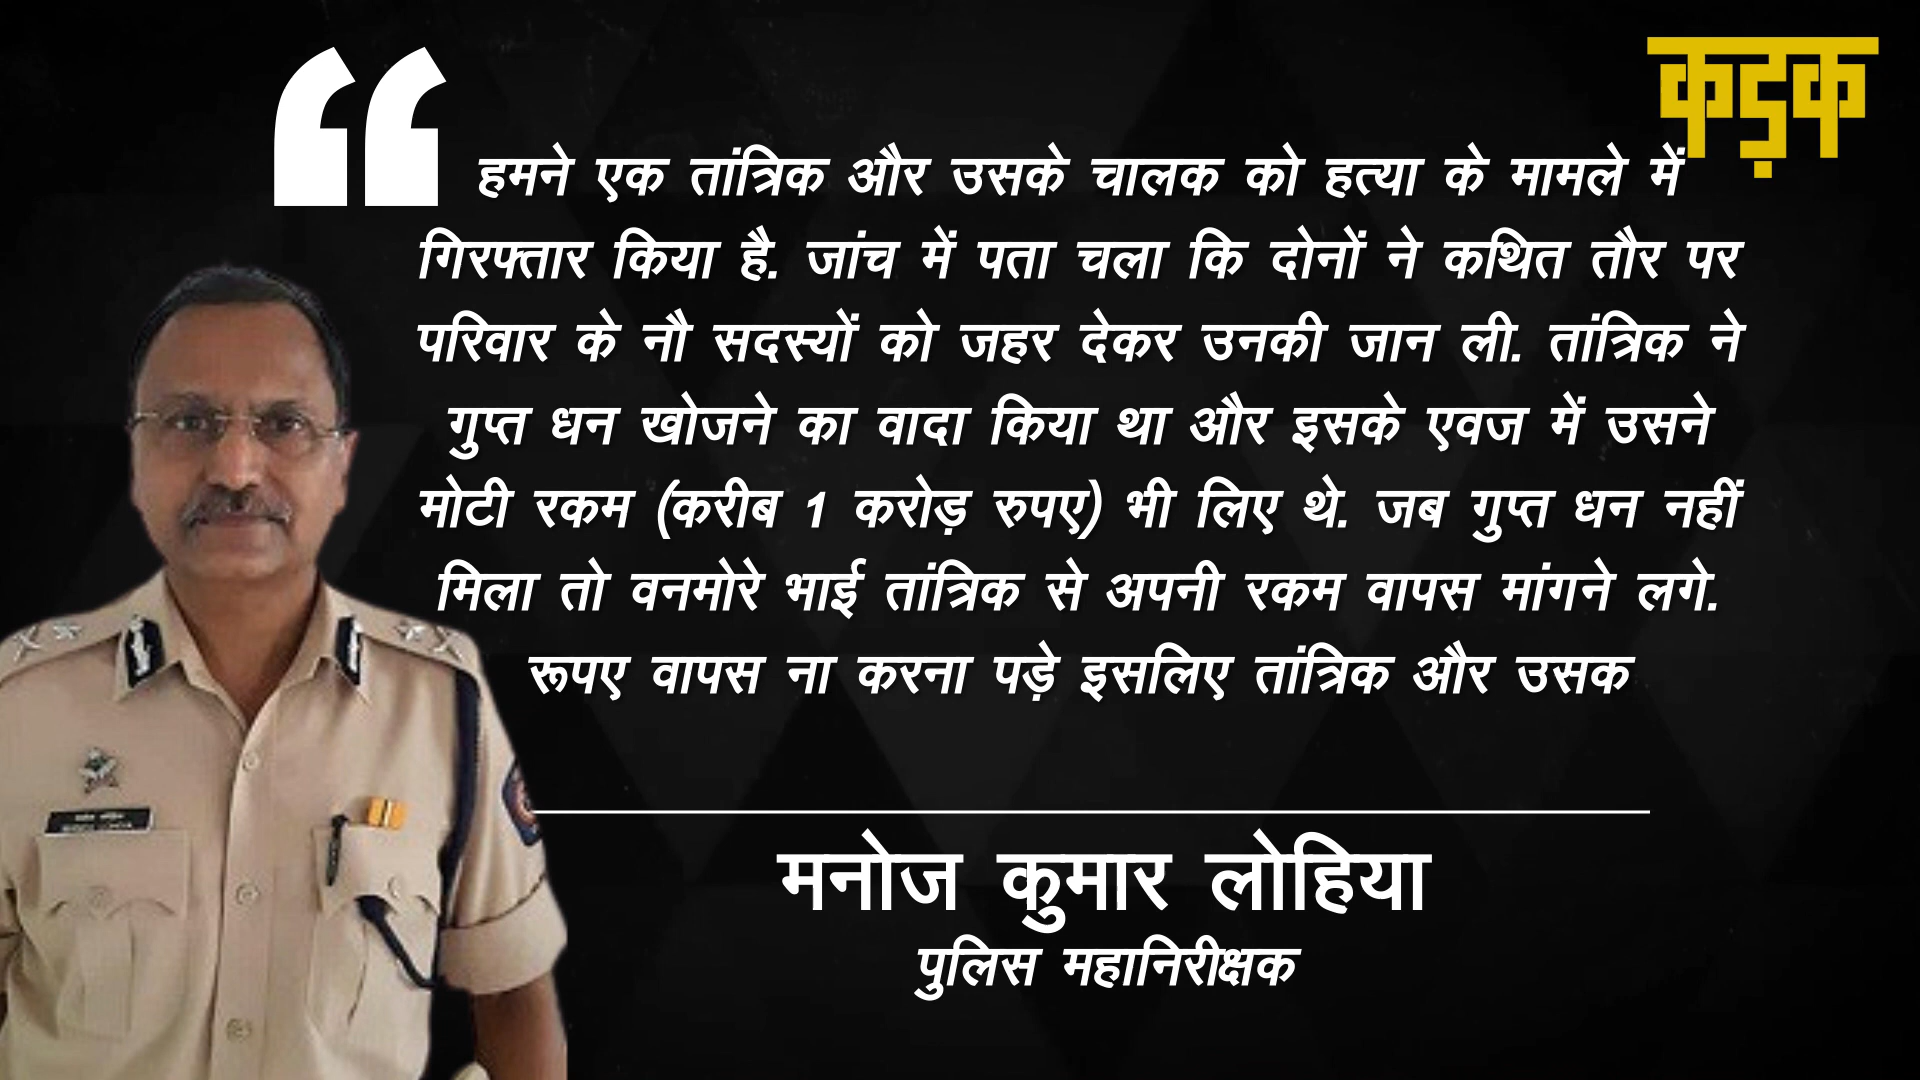 कड़क
हमने एक तांत्रिक और उसके चालक को हत्या के मामले में
गिरफ्तार किया है. जांच में पता चला कि दोनों ने कथित तौर पर
परिवार के नौ सदस्यों को जहर देकर उनकी जान ली. तांत्रिक ने
गुप्त धन खोजने का वादा किया था और इसके एवज में उसने
मोटी रकम (करीब 1 करोड़ रुपए) भी लिए थे. जब गुप्त धन नहीं
मिला तो वनमोरे भाई तांत्रिक से अपनी रकम वापस मांगने लगे.
रूपए वापस ना करना पड़े इसलिए तांत्रिक और उसक
मनोज कुमार लोहिया
पुलिस महानिरीक्षक